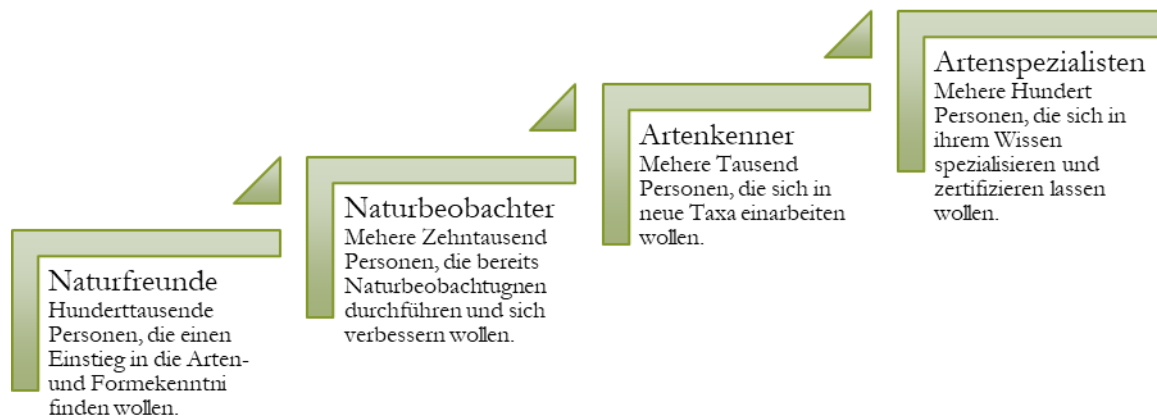 Naturfreunde
Hunderttausende
Personen, die einen
Einstieg in die Arten-
und Formekenntni
finden wollen.
Naturbeobachter
Mehere Zehntausend
Personen, die bereits
Naturbeobachtugnen
durchführen und sich
verbessern wollen.
Artenkenner
Mehere Tausend
Personen, die sich in
neue Taxa einarbeiten
wollen.
Artenspezialisten
Mehere Hundert
Personen, die sich in
ihrem Wissen
spezialisieren und
zertifizieren lassen
wollen.